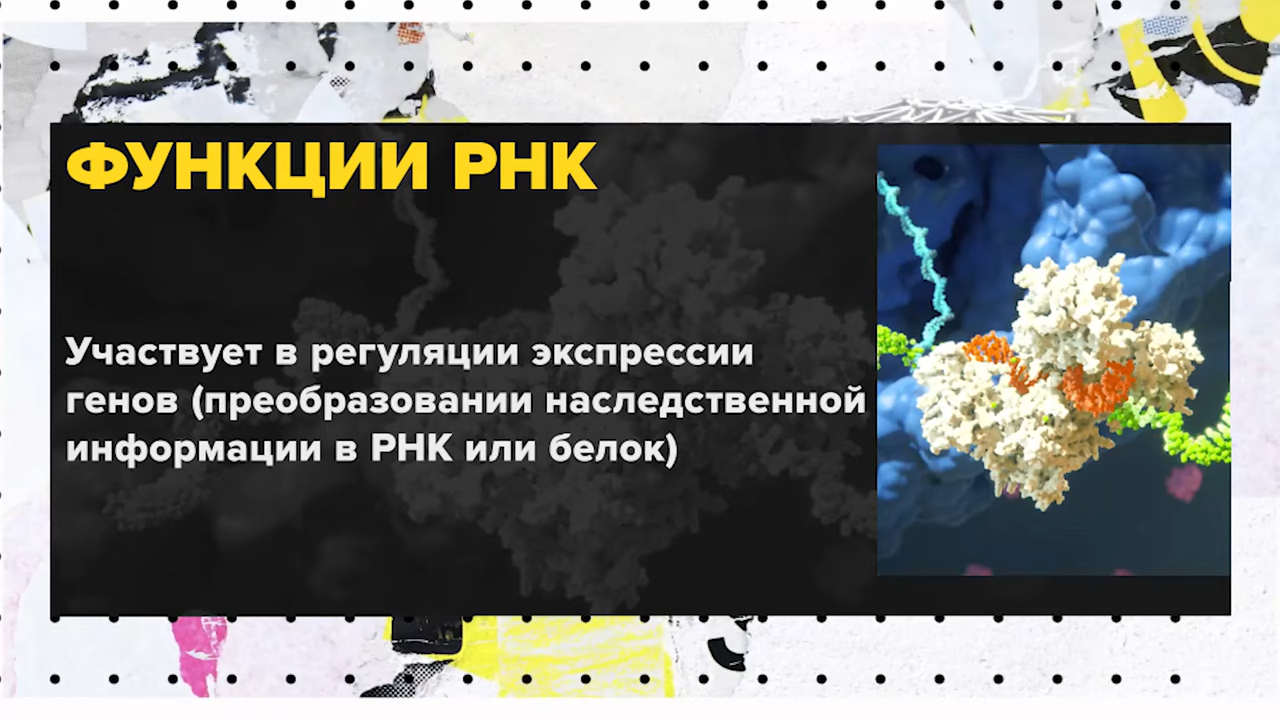 ФУНКЦИИ РНК
Участвует в регуляции экспрессии
генов (преобразовании наследственной
информации в РНК или белок)